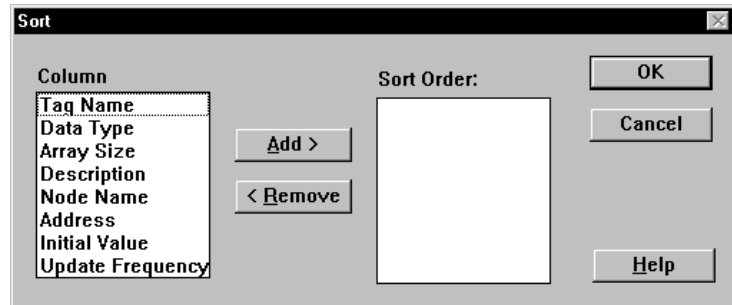 Sort
Column
Tag Name
Data Type
Array Size
Description
Node Name
Address
Initial Value
Update Frequency
Add >
< Remove
Sort Order:
OK
Cancel
Help